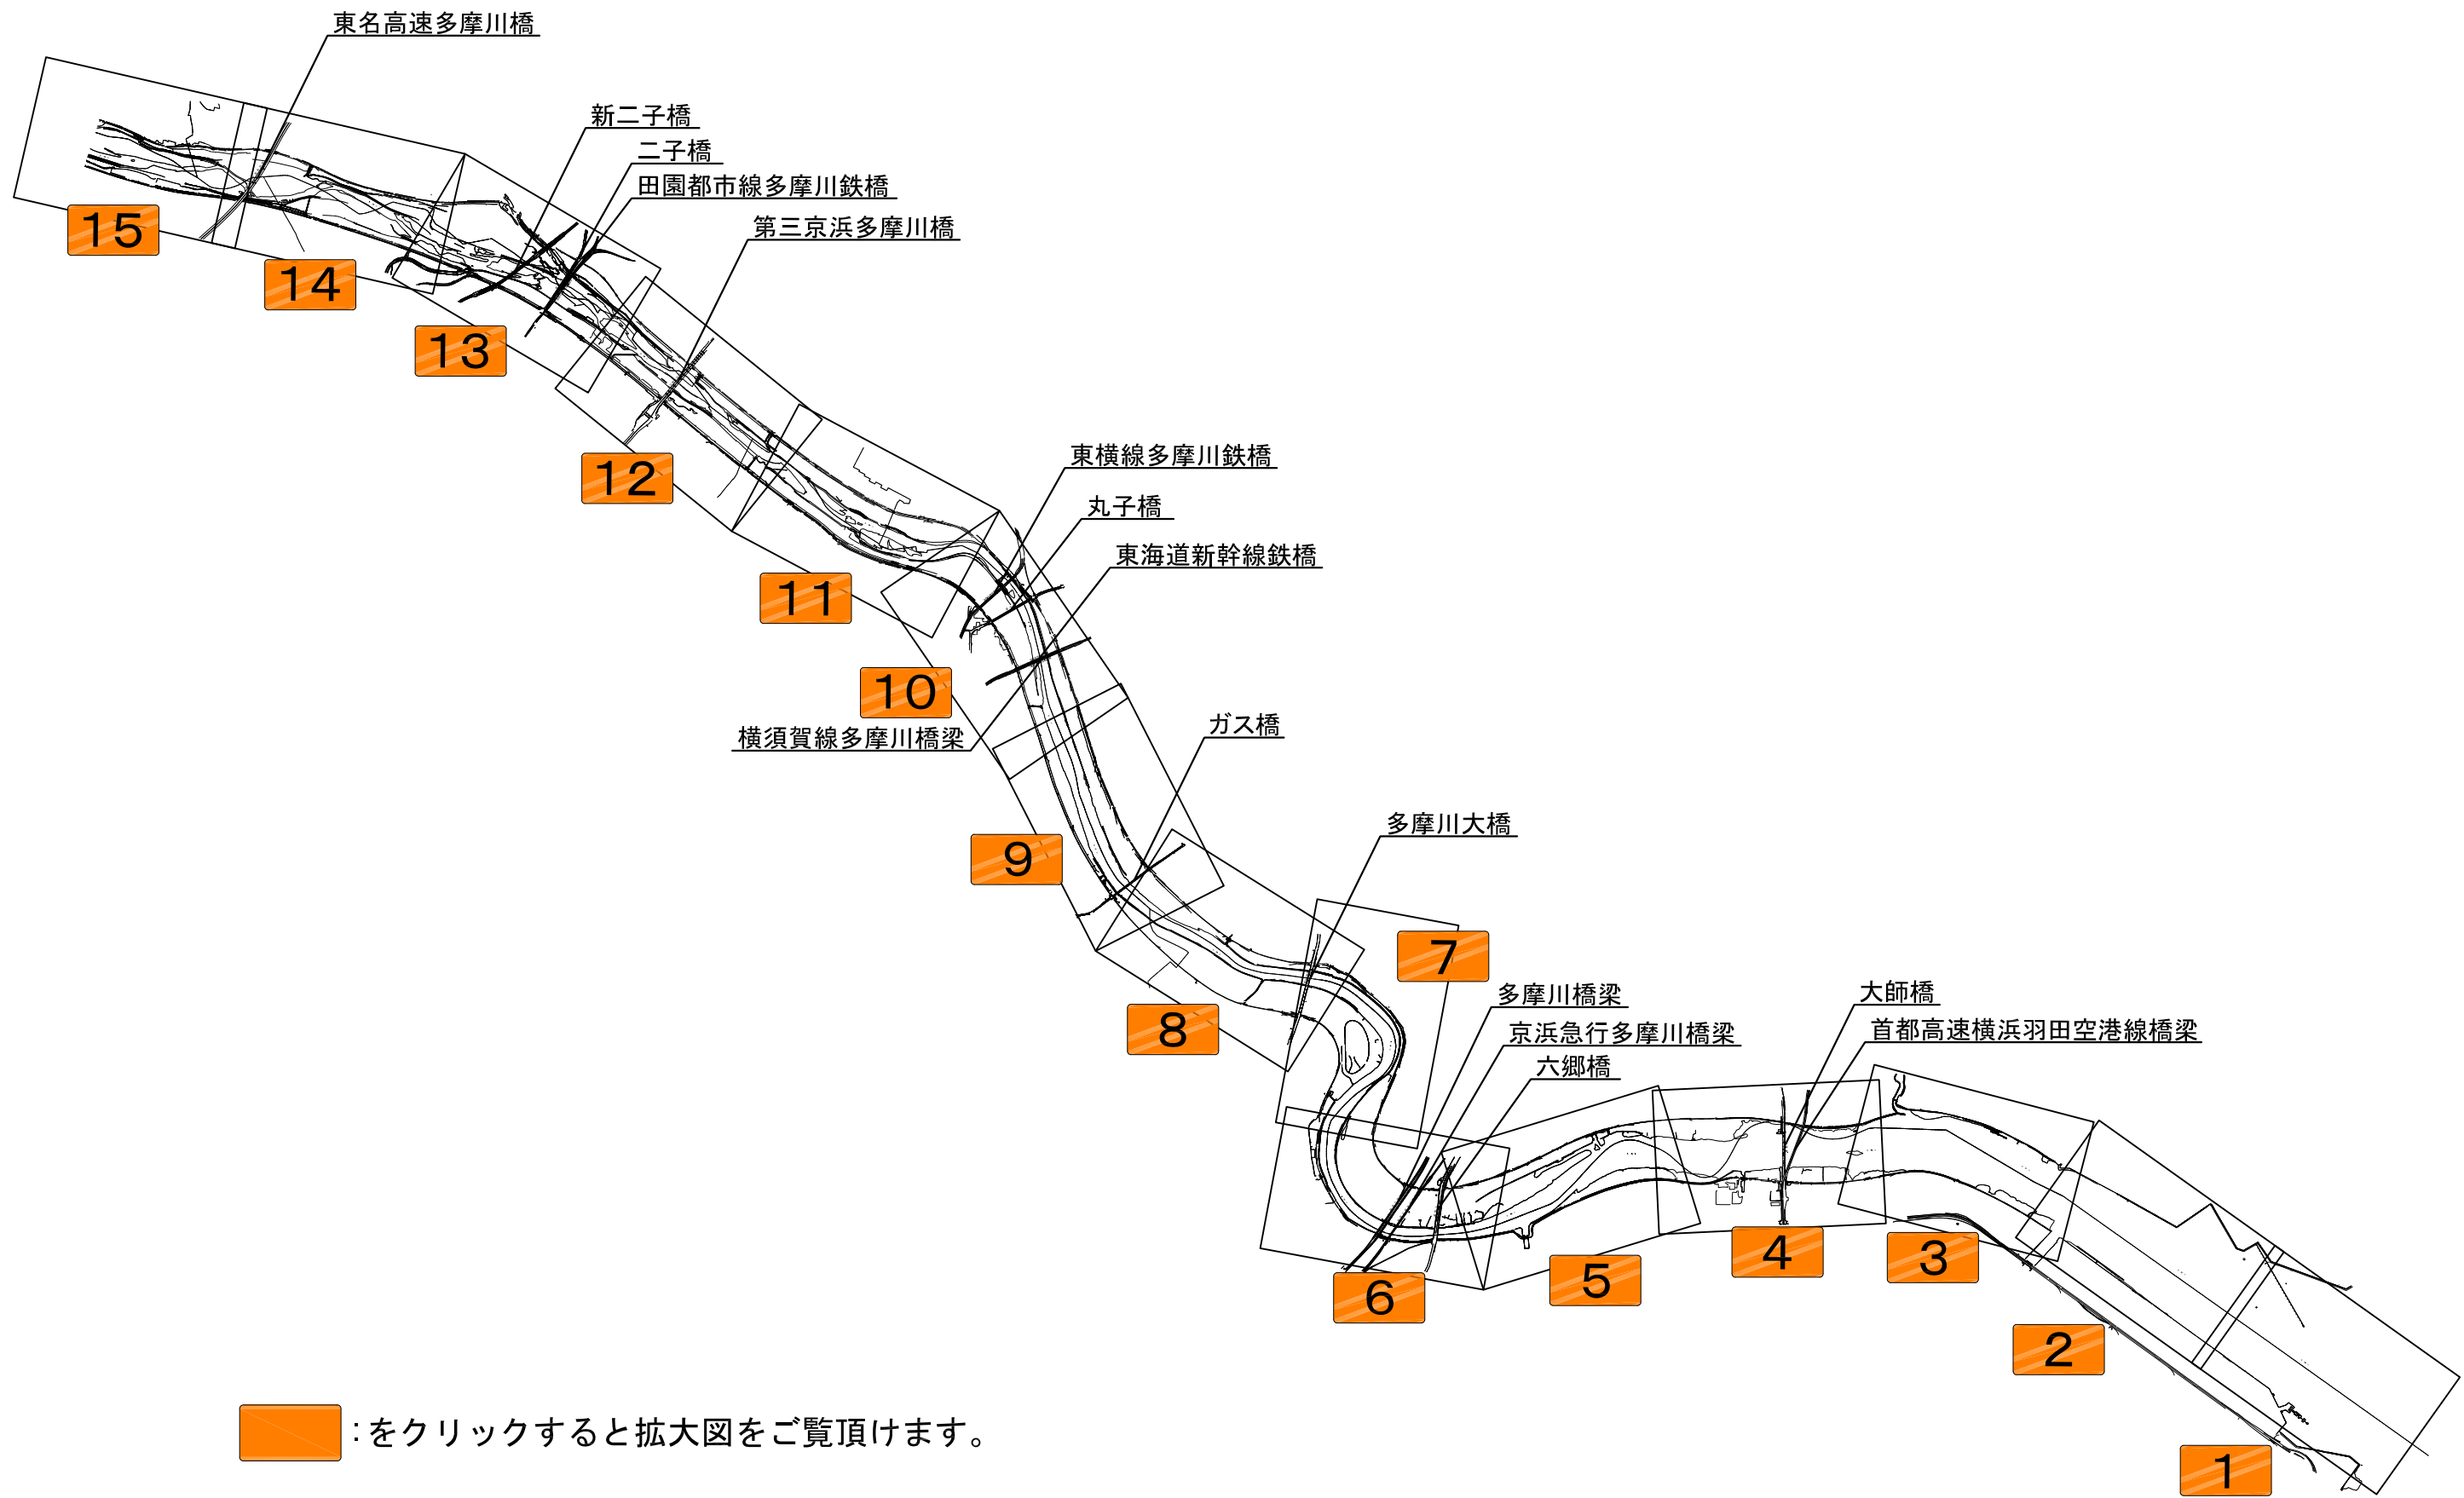 東名高速多摩川橋
新二子橋
二子橋
田園都市線多摩川鉄橋
第三京浜多摩川橋
15
14
13
12
東横線多摩川鉄橋
丸子橋
東海道新幹線鉄橋
11
10
横須賀線多摩川橋梁
ガス橋
9
多摩川大橋
7
8
多摩川橋梁
京浜急行多摩川橋梁
六郷橋
大師橋
首都高速横浜羽田空港線橋梁
6
5
4
3
2
1
：をクリックすると拡大図をご覧頂けます。